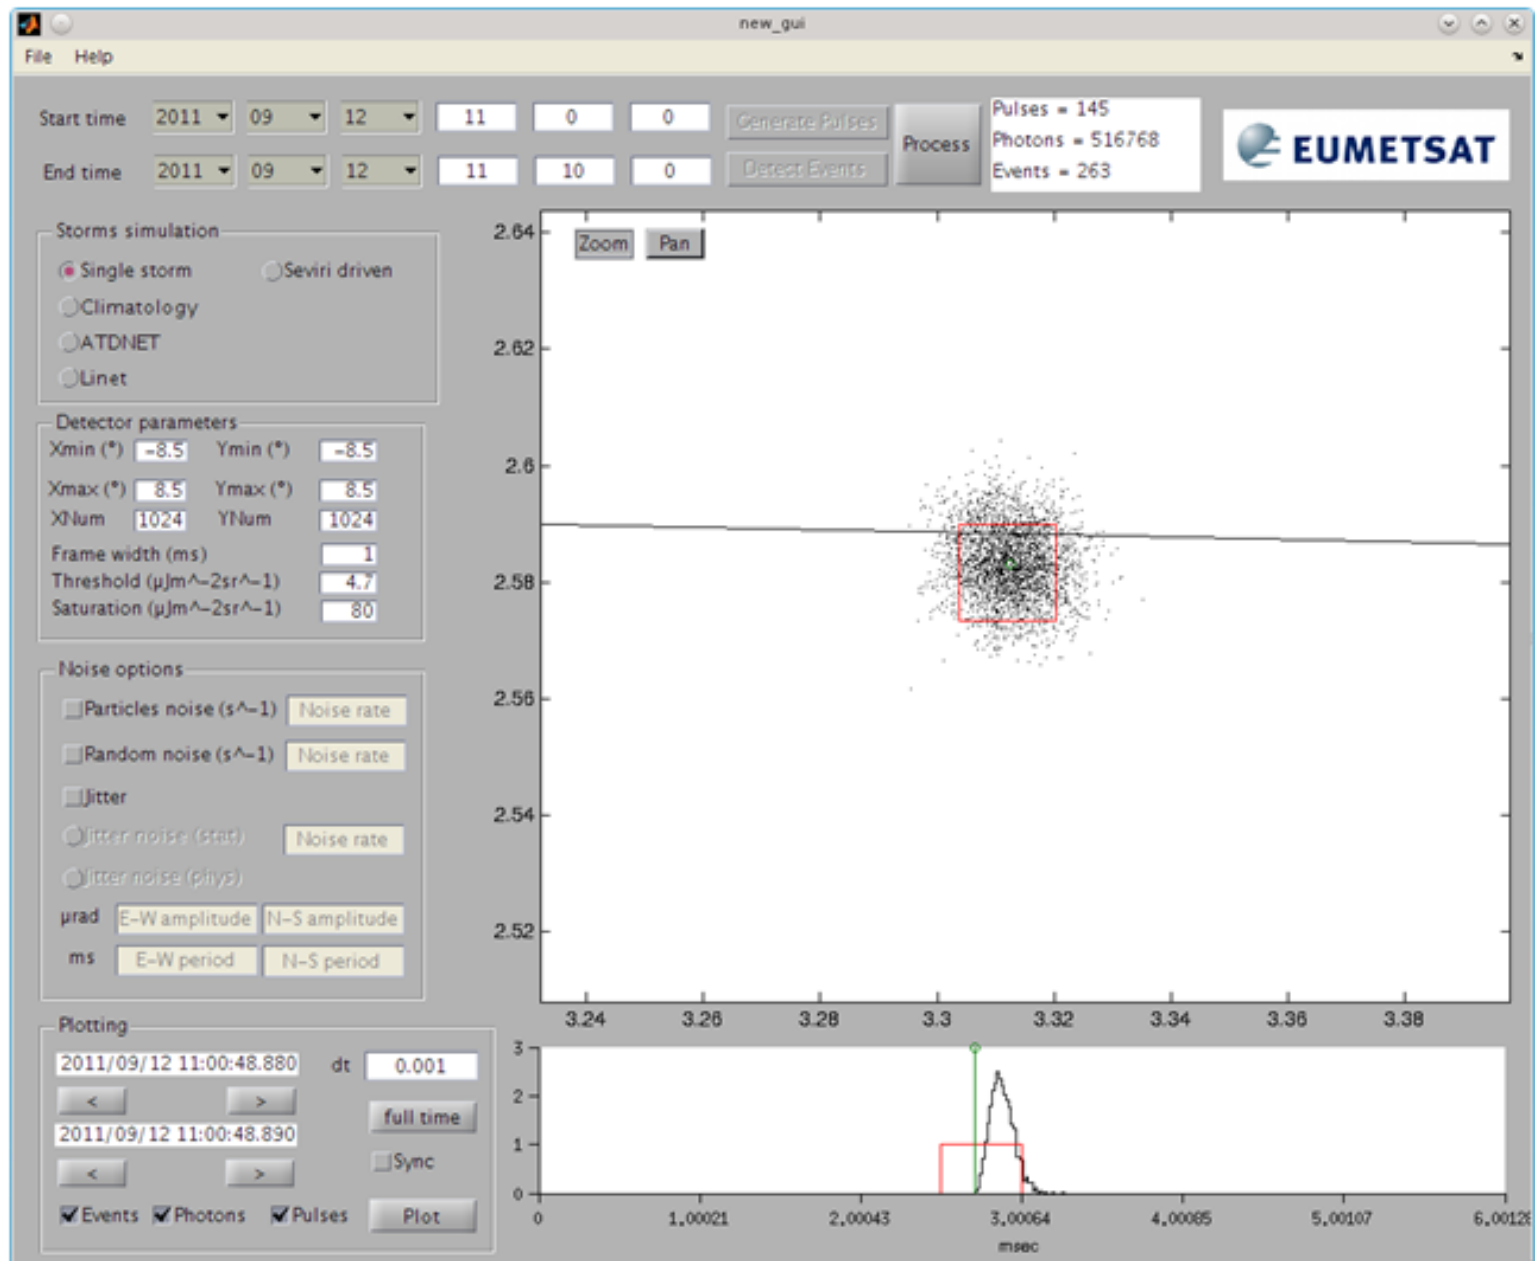 new_gui
File Help
Start time 2011 09 12 11 0 0 Generate Pulses
End time 2011 09 12 11 10 0 Detect Events
Process
Pulses = 145
Photons = 516768
Events = 263
EUMETSAT
Storms simulation
Single storm Seviri driven
Climatology
ATDNET
Linet
Detector parameters
Xmin (°) -8.5 Ymin (°) -8.5
Xmax (°) 8.5 Ymax (°) 8.5
XNum 1024 YNum 1024
Frame width (ms) 1
Threshold (µJm^-2sr^-1) 4.7
Saturation (µJm^-2sr^-1) 80
Noise options
Particles noise (s^-1) Noise rate
Random noise (s^-1) Noise rate
Jitter
Jitter noise (stat) Noise rate
Jitter noise (phys)
µrad E-W amplitude N-S amplitude
ms E-W period N-S period
Plotting
2011/09/12 11:00:48.880 dt 0.001
< >
full time
2011/09/12 11:00:48.890
< >
Sync
Events Photons Pulses Plot
Zoom Pan
2.64
2.62
2.6
2.58
2.56
2.54
2.52
3.24 3.26 3.28 3.3 3.32 3.34 3.36 3.38
3
2
1
0
0 1.00021 2.00043 3.00064 4.00085 5.00107 6.00128
msec